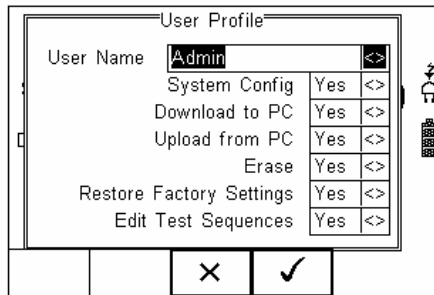 User Profile
User Name Admin <>
System Config Yes <>
Download to PC Yes <>
Upload from PC Yes <>
Erase Yes <>
Restore Factory Settings Yes <>
Edit Test Sequences Yes <>